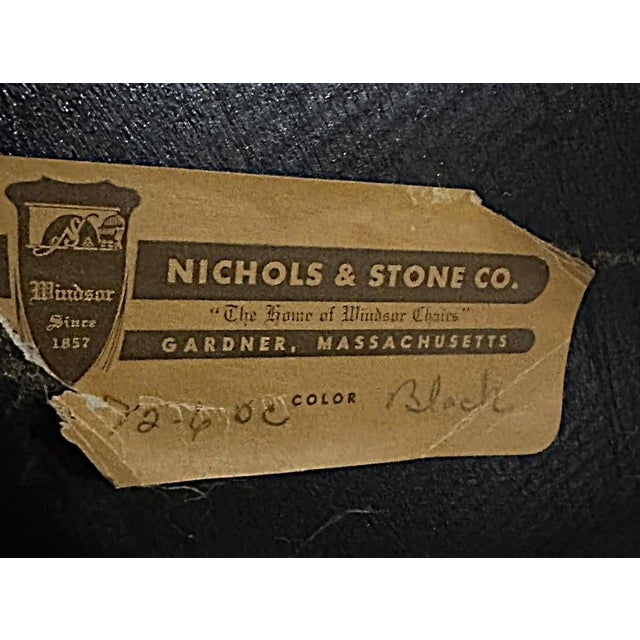 Windsor
Since
1857
NICHOLS & STONE CO.
"The Home of Windsor Chairs"
GARDNER, MASSACHUSETTS
COLOR Black